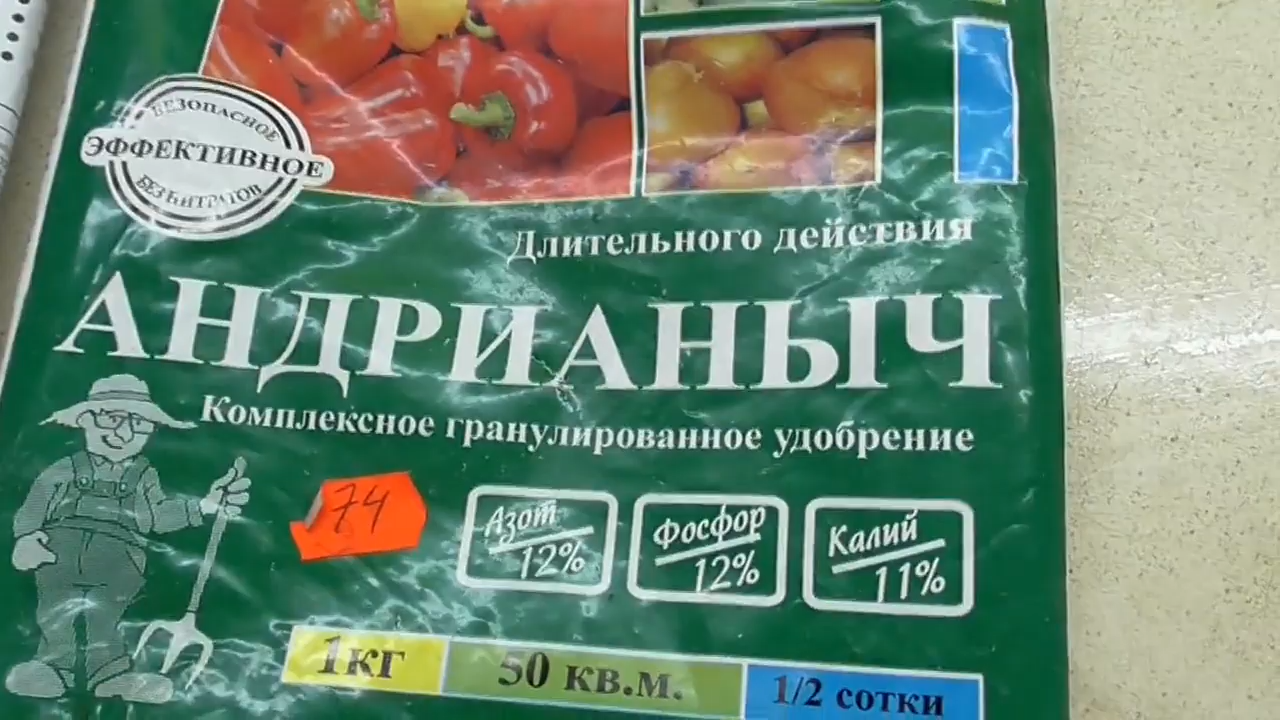 БЕЗОПАСНОЕ
ЭФФЕКТИВНОЕ
БЕЗ НИТРАТОВ
Длительного действия
АНДРИАНЫЧ
Комплексное гранулированное удобрение
74
Азот
12%
Фосфор
12%
Калий
11%
1кг
50 кв.м.
1/2 сотки